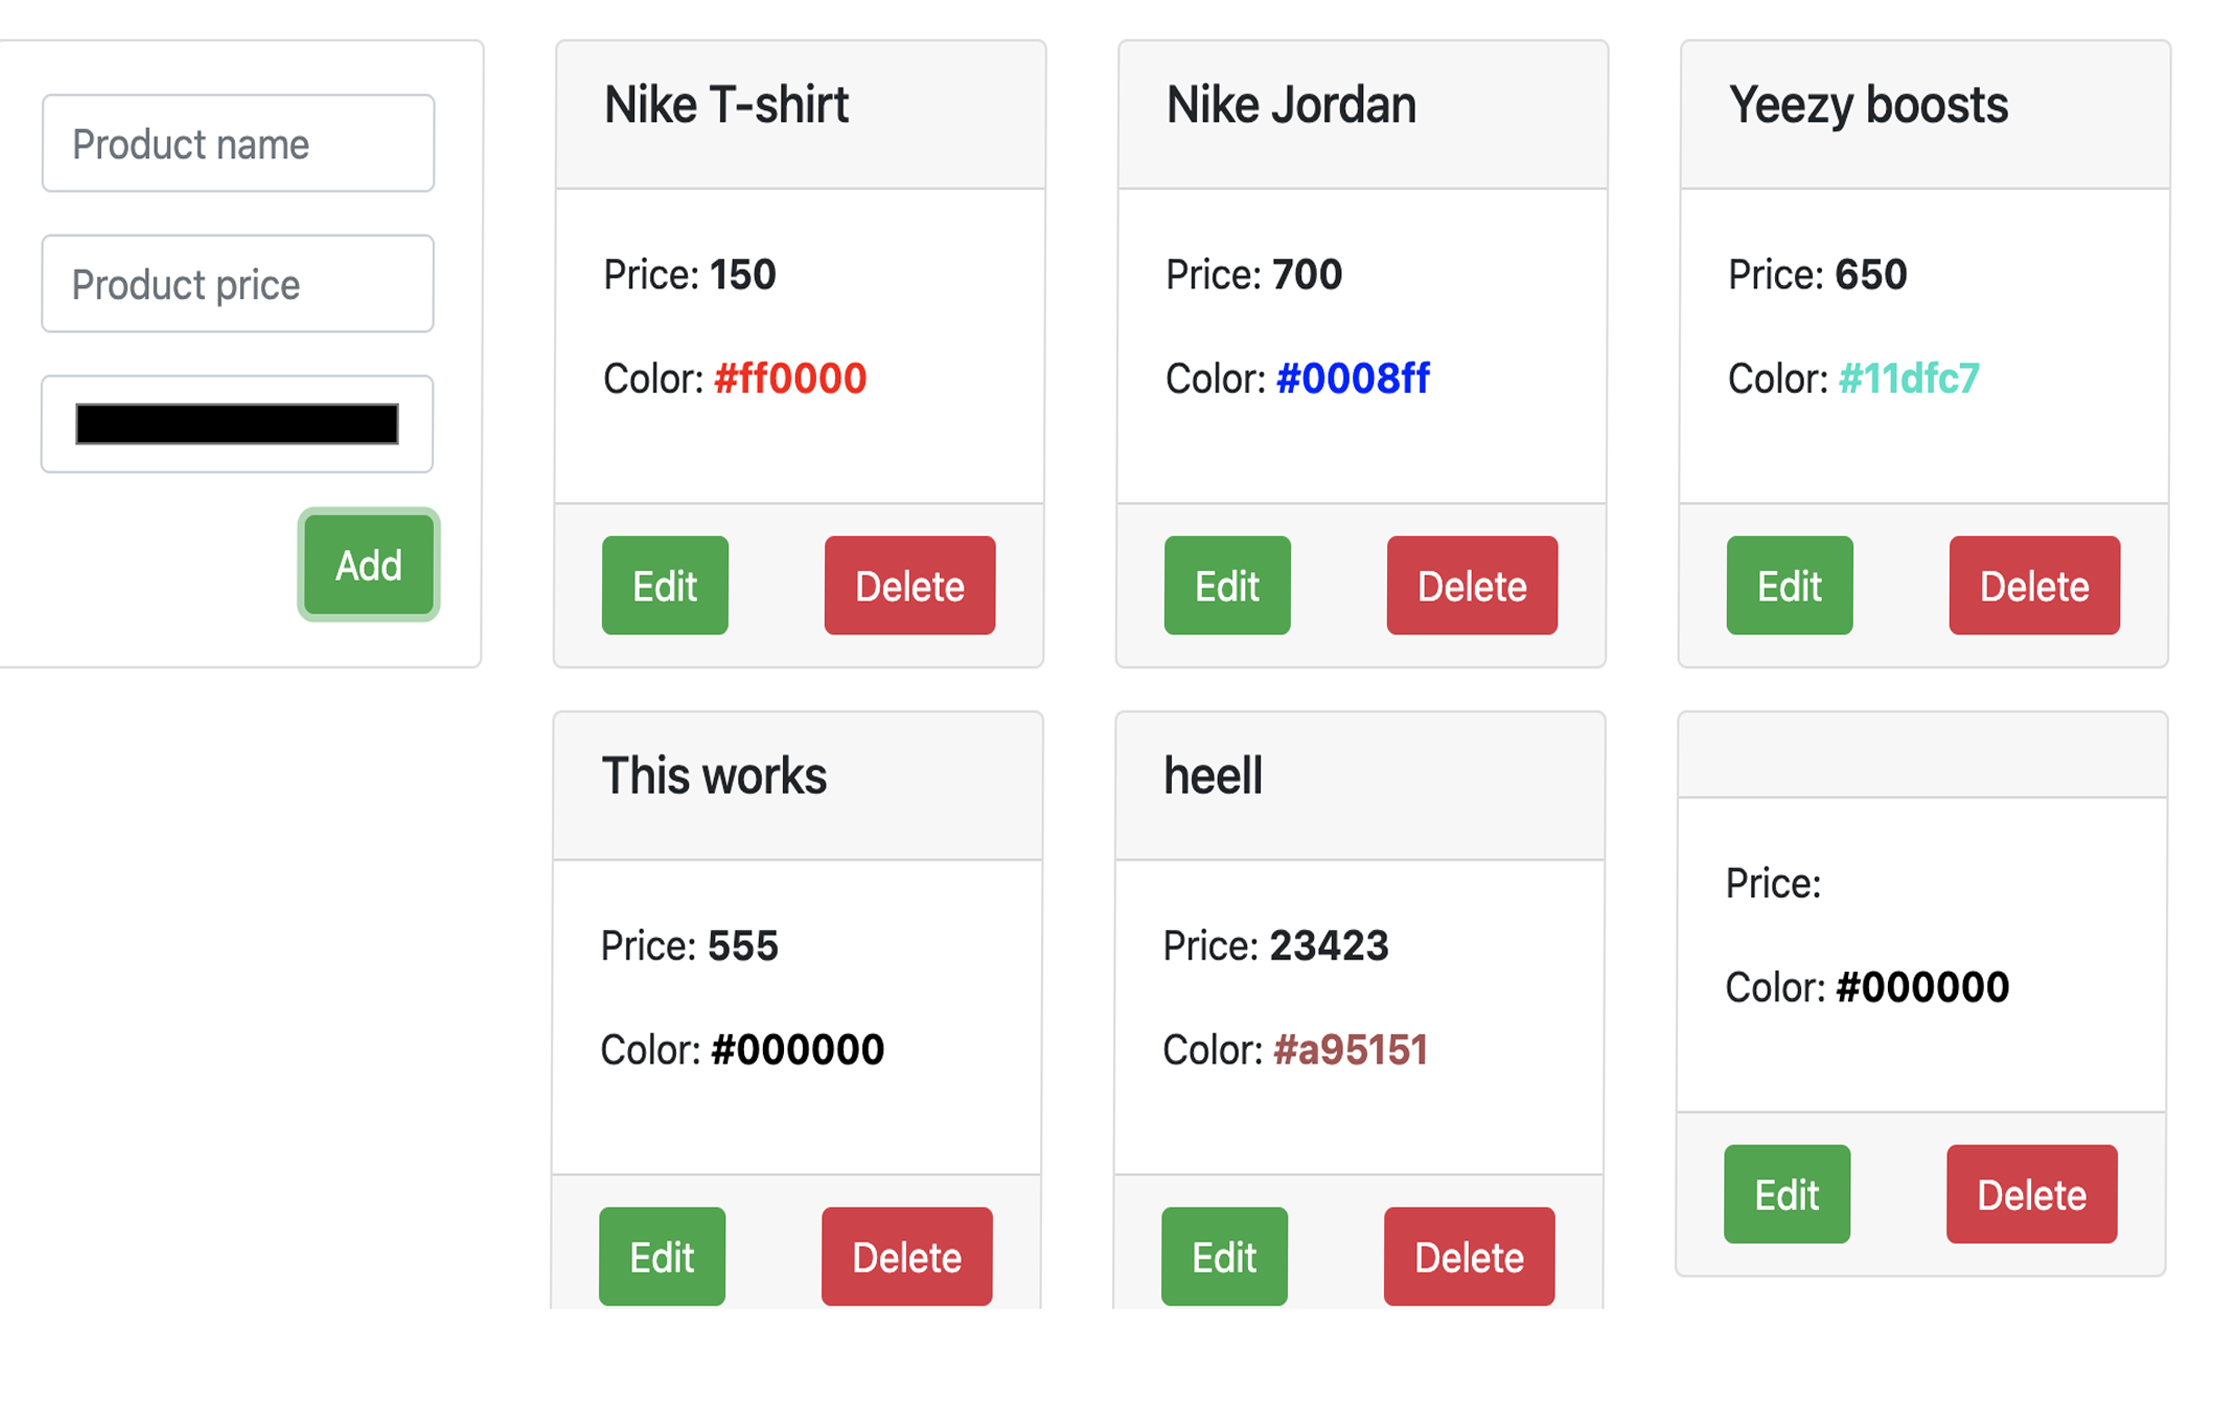 Product name
Product price
Add
Nike T-shirt
Price: 150
Color: #ff0000
Edit
Delete
Nike Jordan
Price: 700
Color: #0008ff
Edit
Delete
Yeezy boosts
Price: 650
Color: #11dfc7
Edit
Delete
This works
Price: 555
Color: #000000
Edit
Delete
heell
Price: 23423
Color: #a95151
Edit
Delete
Price:
Color: #000000
Edit
Delete